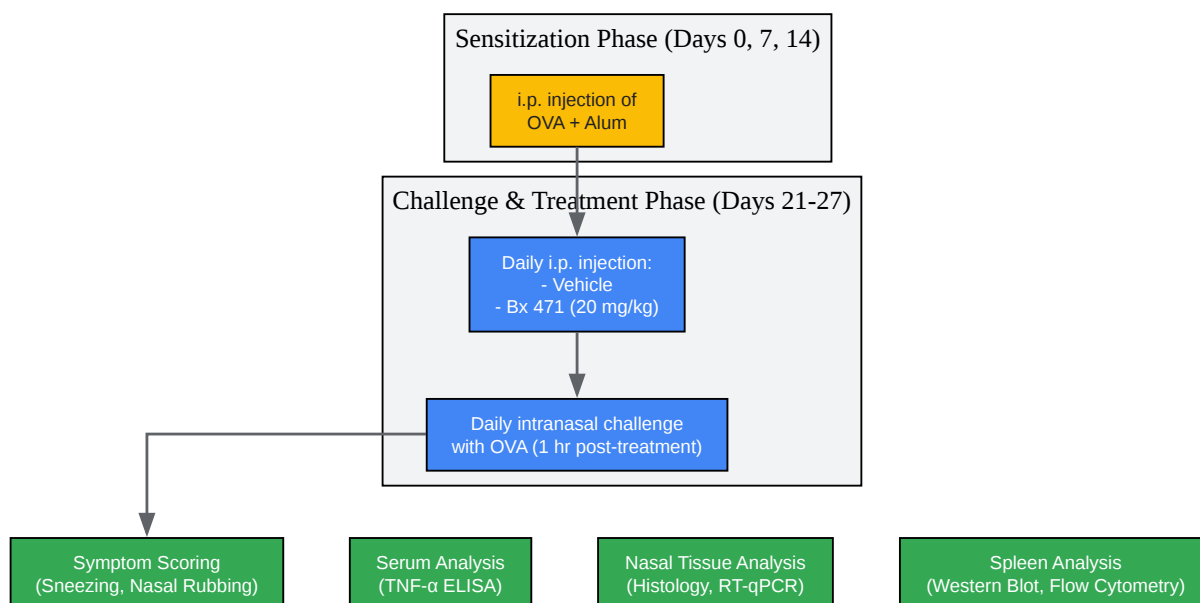 Sensitization Phase (Days 0, 7, 14)
i.p. injection of
OVA + Alum
Challenge & Treatment Phase (Days 21-27)
Daily i.p. injection:
- Vehicle
- Bx 471 (20 mg/kg)
Daily intranasal challenge
with OVA (1 hr post-treatment)
Symptom Scoring
(Sneezing, Nasal Rubbing)
Serum Analysis
(TNF-α ELISA)
Nasal Tissue Analysis
(Histology, RT-qPCR)
Spleen Analysis
(Western Blot, Flow Cytometry)